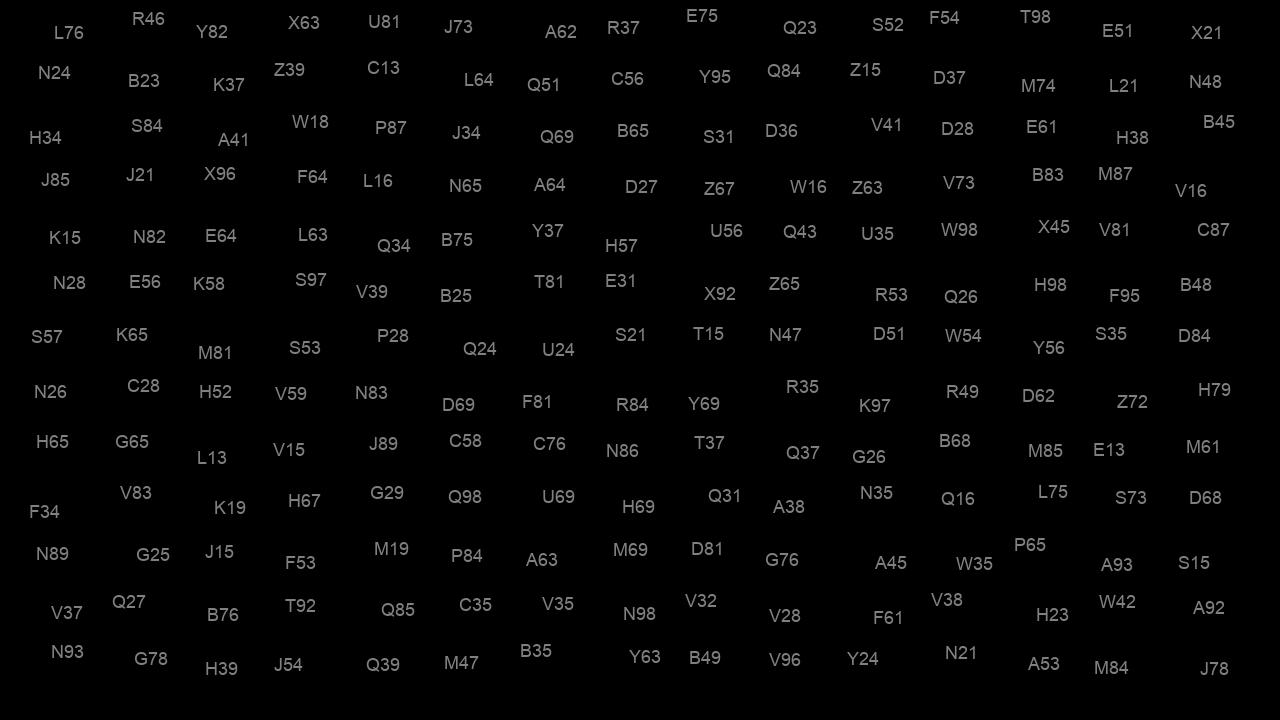 L76 R46 Y82 X63 U81 J73 A62 R37 E75 Q23 S52 F54 T98 E51 X21
N24 B23 K37 Z39 C13 L64 Q51 C56 Y95 Q84 Z15 D37 M74 L21 N48
H34 S84 A41 W18 P87 J34 Q69 B65 S31 D36 V41 D28 E61 H38 B45
J85 J21 X96 F64 L16 N65 A64 D27 Z67 W16 Z63 V73 B83 M87 V16
K15 N82 E64 L63 Q34 B75 Y37 H57 U56 Q43 U35 W98 X45 V81 C87
N28 E56 K58 S97 V39 B25 T81 E31 X92 Z65 R53 Q26 H98 F95 B48
S57 K65 M81 S53 P28 Q24 U24 S21 T15 N47 D51 W54 Y56 S35 D84
N26 C28 H52 V59 N83 D69 F81 R84 Y69 R35 K97 R49 D62 Z72 H79
H65 G65 L13 V15 J89 C58 C76 N86 T37 Q37 G26 B68 M85 E13 M61
F34 V83 K19 H67 G29 Q98 U69 H69 Q31 A38 N35 Q16 L75 S73 D68
N89 G25 J15 F53 M19 P84 A63 M69 D81 G76 A45 W35 P65 A93 S15
V37 Q27 B76 T92 Q85 C35 V35 N98 V32 V28 F61 V38 H23 W42 A92
N93 G78 H39 J54 Q39 M47 B35 Y63 B49 V96 Y24 N21 A53 M84 J78